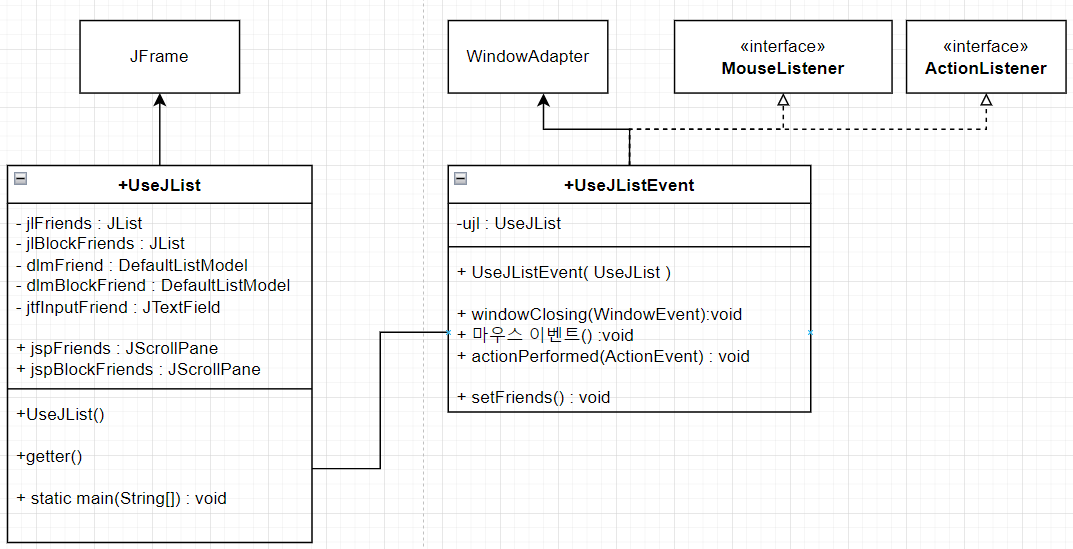 JFrame
WindowAdapter
«interface»
MouseListener
«interface»
ActionListener
+UseJList
- jlFriends : JList
- jlBlockFriends : JList
- dlmFriend : DefaultListModel
- dlmBlockFriend : DefaultListModel
- jtfInputFriend : JTextField
+ jspFriends : JScrollPane
+ jspBlockFriends : JScrollPane
+UseJList()
+getter()
+ static main(String[]) : void
+UseJListEvent
-ujl : UseJList
+ UseJListEvent( UseJList )
+ windowClosing(WindowEvent):void
+ 마우스 이벤트() :void
+ actionPerformed(ActionEvent) : void
+ setFriends() : void